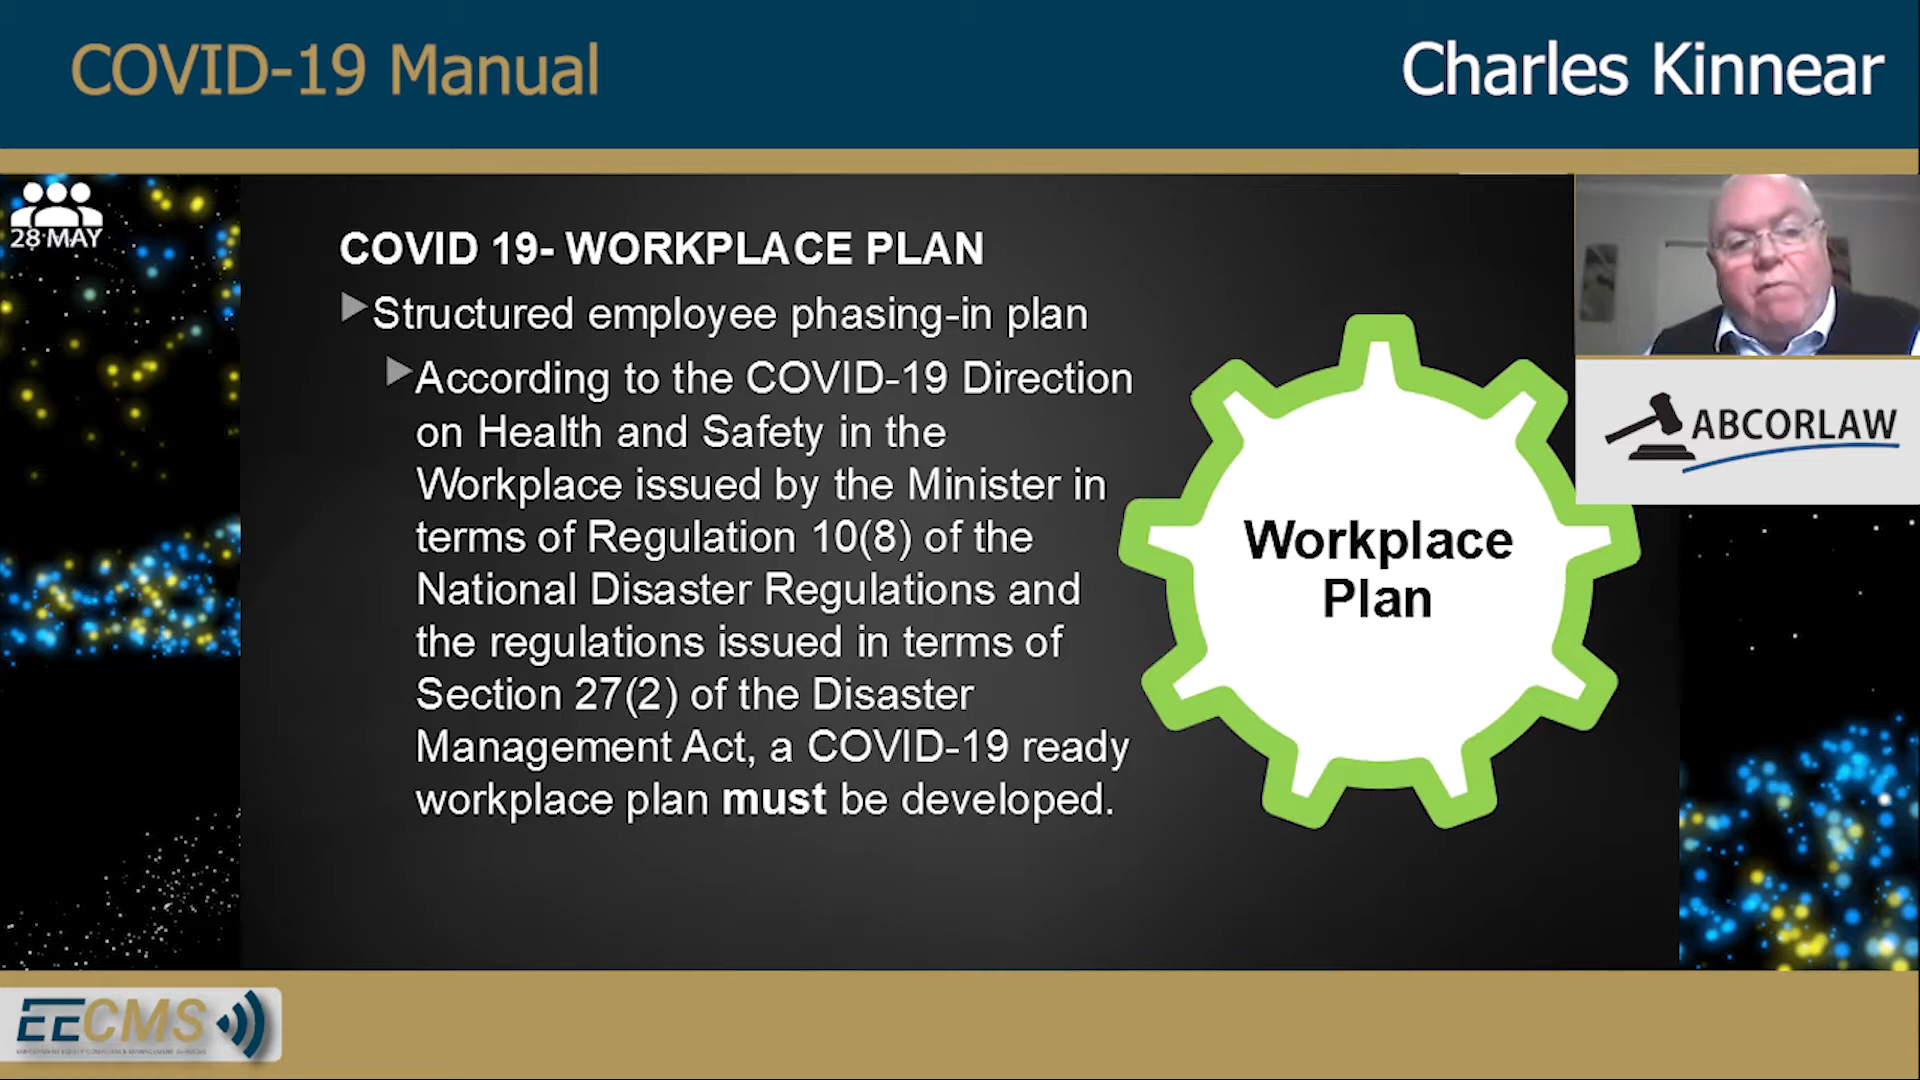 COVID-19 Manual
Charles Kinnear
28 MAY
COVID 19- WORKPLACE PLAN
Structured employee phasing-in plan
According to the COVID-19 Direction
on Health and Safety in the
Workplace issued by the Minister in
terms of Regulation 10(8) of the
National Disaster Regulations and
the regulations issued in terms of
Section 27(2) of the Disaster
Management Act, a COVID-19 ready
workplace plan must be developed.
Workplace
Plan
ABCORLAW
EECMS